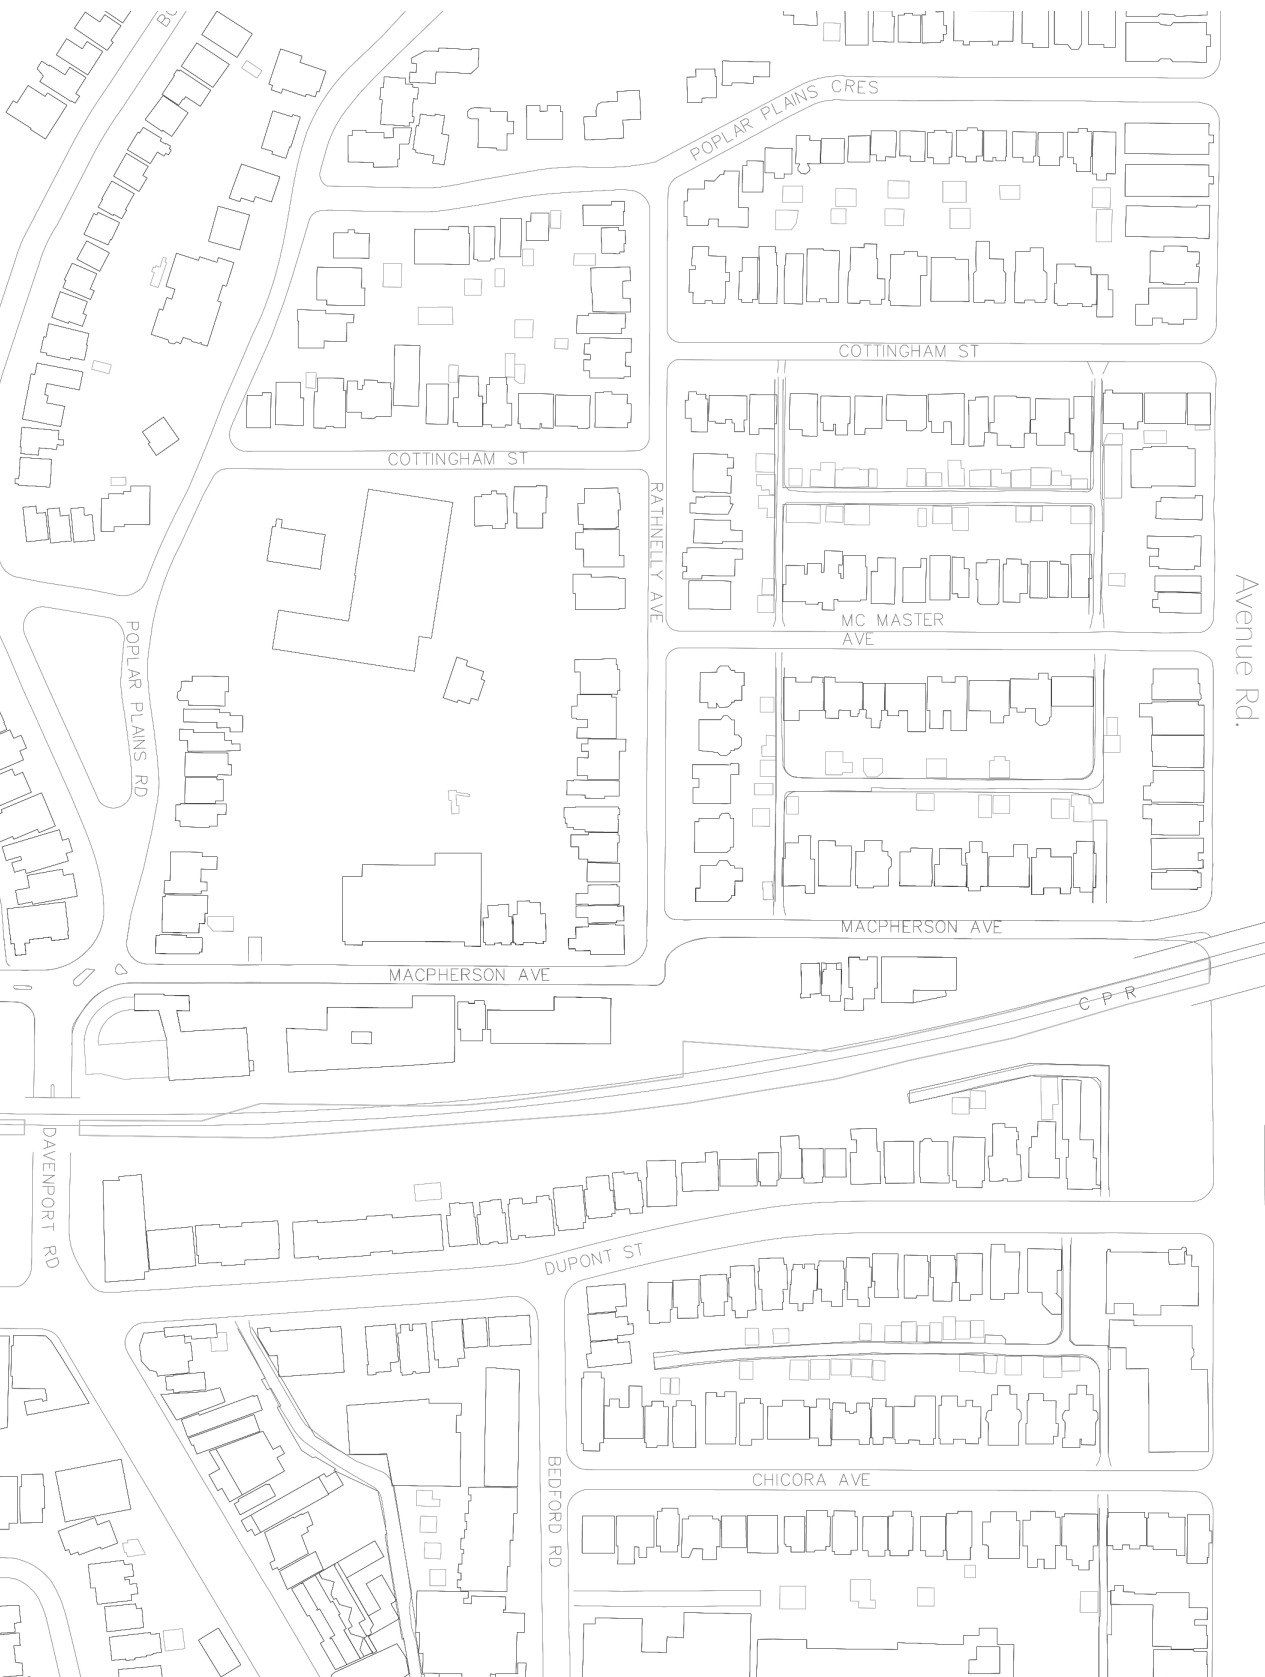 POPLAR PLAINS CRES
COTTINGHAM ST
COTTINGHAM ST
RATHNELLY AVE
Avenue Rd.
MC MASTER
AVE
POPLAR PLAINS RD
MACPHERSON AVE
MACPHERSON AVE
CPR
DAVENPORT RD
DUPONT ST
BEDFORD RD
CHICORA AVE